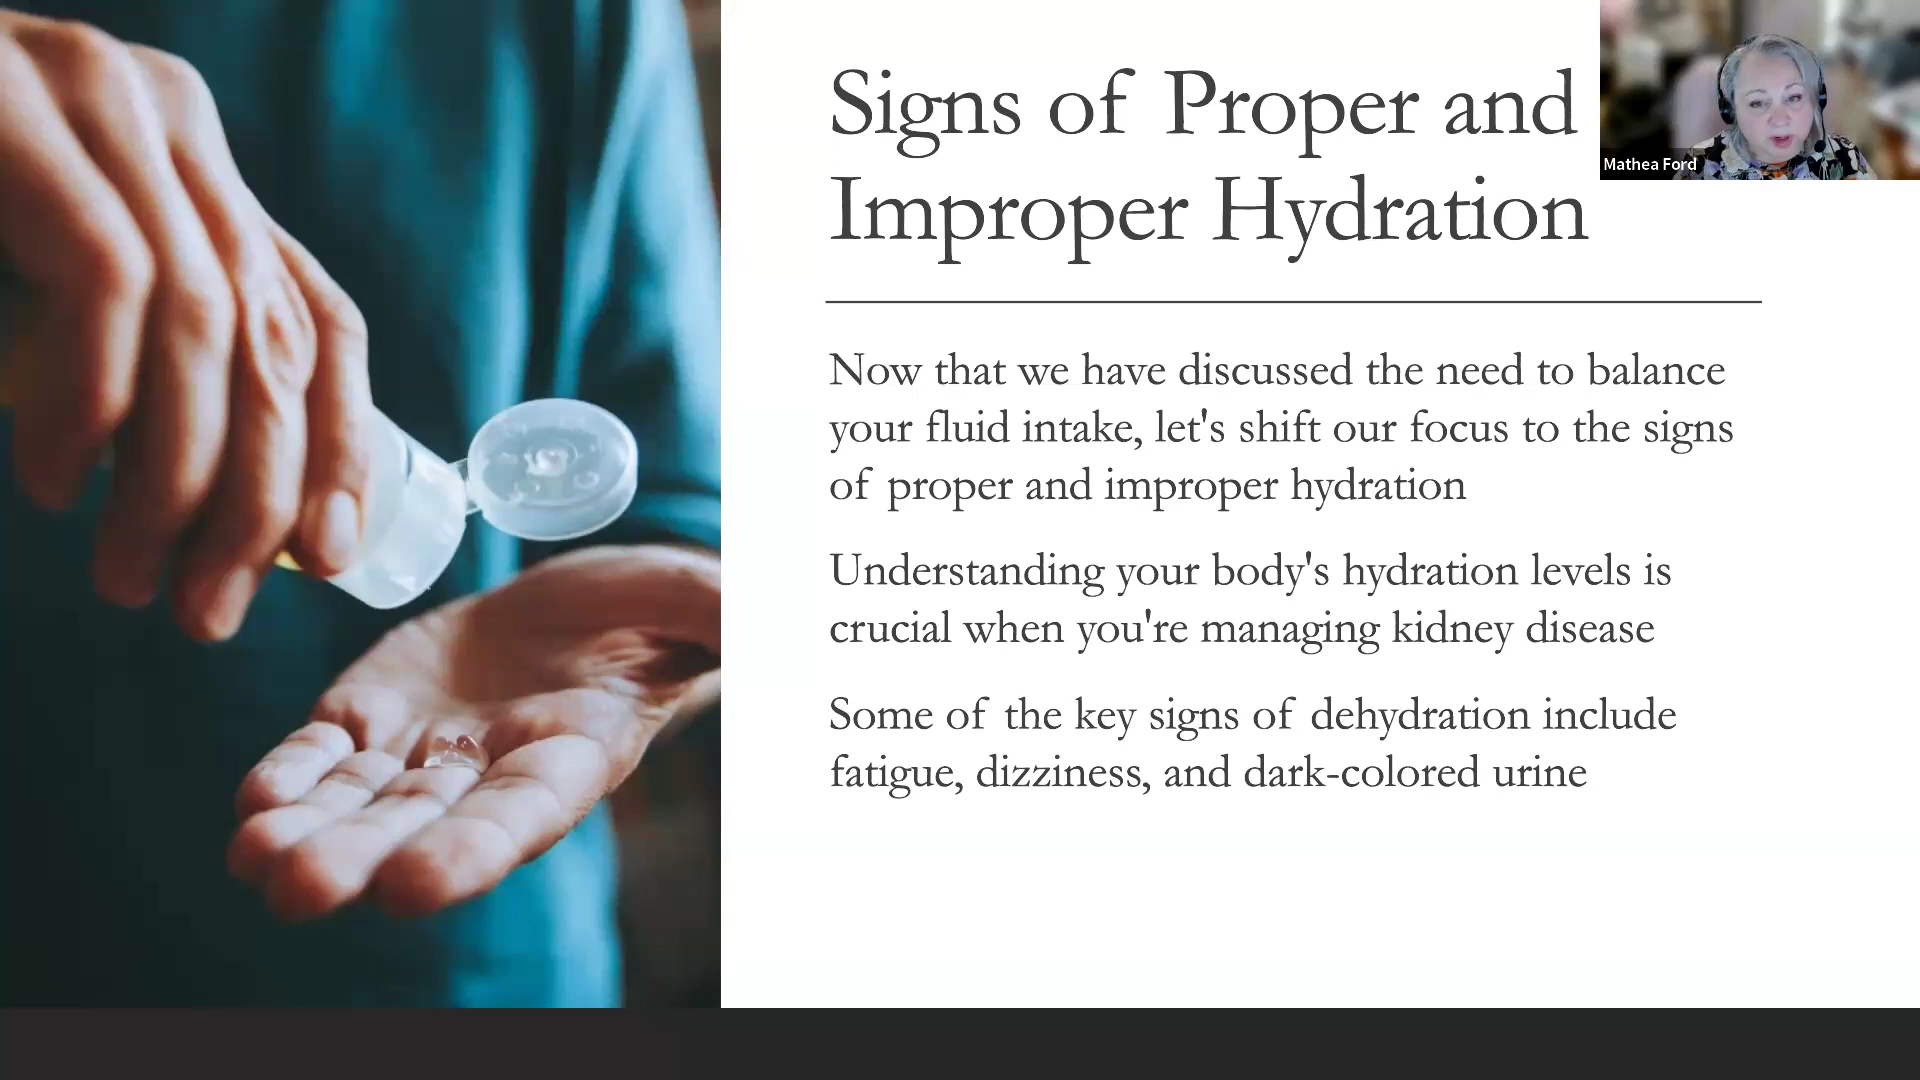 Signs of Proper and
Improper Hydration
Mathea Ford
Now that we have discussed the need to balance
your fluid intake, let's shift our focus to the signs
of proper and improper hydration
Understanding your body's hydration levels is
crucial when you're managing kidney disease
Some of the key signs of dehydration include
fatigue, dizziness, and dark-colored urine